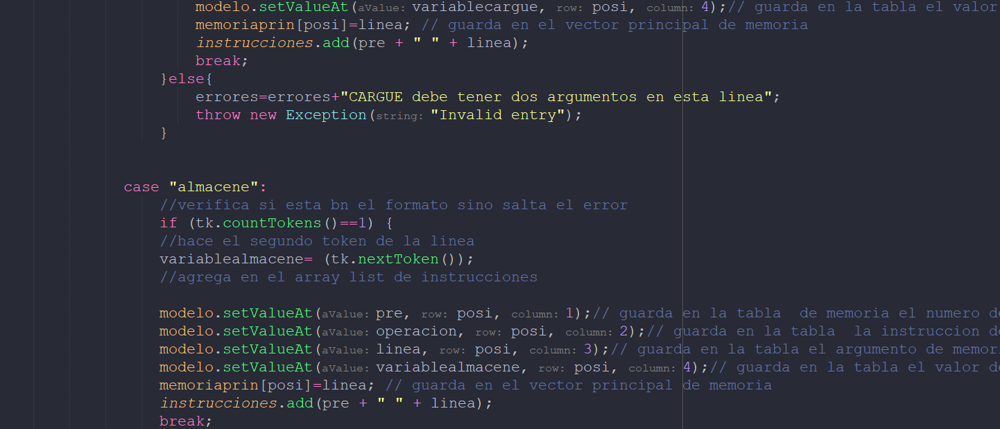 modelo.setValueAt(aValue: variablecargue, row: posi, column: 4);// guarda en la tabla el valor
memoriaprin[posi]=linea; // guarda en el vector principal de memoria
instrucciones.add(pre + " " + linea);
break;
}else{
errores=errores+"CARGUE debe tener dos argumentos en esta linea";
throw new Exception(string: "Invalid entry");
}
case "almacene":
//verifica si esta bn el formato sino salta el error
if (tk.countTokens()==1) {
//hace el segundo token de la linea
variablealmacene= (tk.nextToken());
//agrega en el array list de instrucciones
modelo.setValueAt(aValue: pre, row: posi, column: 1);// guarda en la tabla  de memoria el numero de
modelo.setValueAt(aValue: operacion, row: posi, column: 2);// guarda en la tabla  la instruccion de
modelo.setValueAt(aValue: linea, row: posi, column: 3);// guarda en la tabla el argumento de memori
modelo.setValueAt(aValue: variablealmacene, row: posi, column: 4);// guarda en la tabla el valor de
memoriaprin[posi]=linea; // guarda en el vector principal de memoria
instrucciones.add(pre + " " + linea);
break;